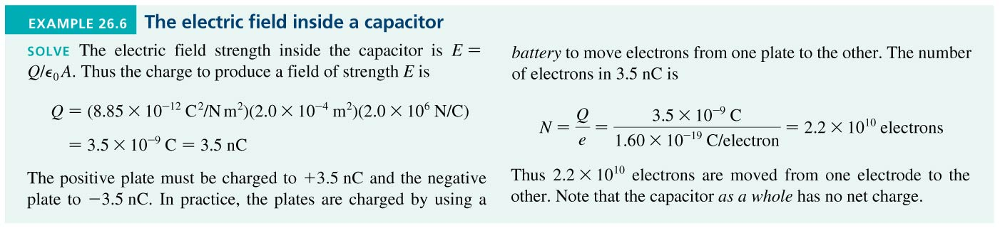 EXAMPLE 26.6 The electric field inside a capacitor
SOLVE The electric field strength inside the capacitor is E =
Q/ϵ₀A. Thus the charge to produce a field of strength E is
Q = (8.85 × 10⁻¹² C²/N m²)(2.0 × 10⁻⁴ m²)(2.0 × 10⁶ N/C)
= 3.5 × 10⁻⁹ C = 3.5 nC
The positive plate must be charged to +3.5 nC and the negative
plate to −3.5 nC. In practice, the plates are charged by using a
battery to move electrons from one plate to the other. The number
of electrons in 3.5 nC is
N = Q/e = 3.5 × 10⁻⁹ C / 1.60 × 10⁻¹⁹ C/electron = 2.2 × 10¹⁰ electrons
Thus 2.2 × 10¹⁰ electrons are moved from one electrode to the
other. Note that the capacitor as a whole has no net charge.